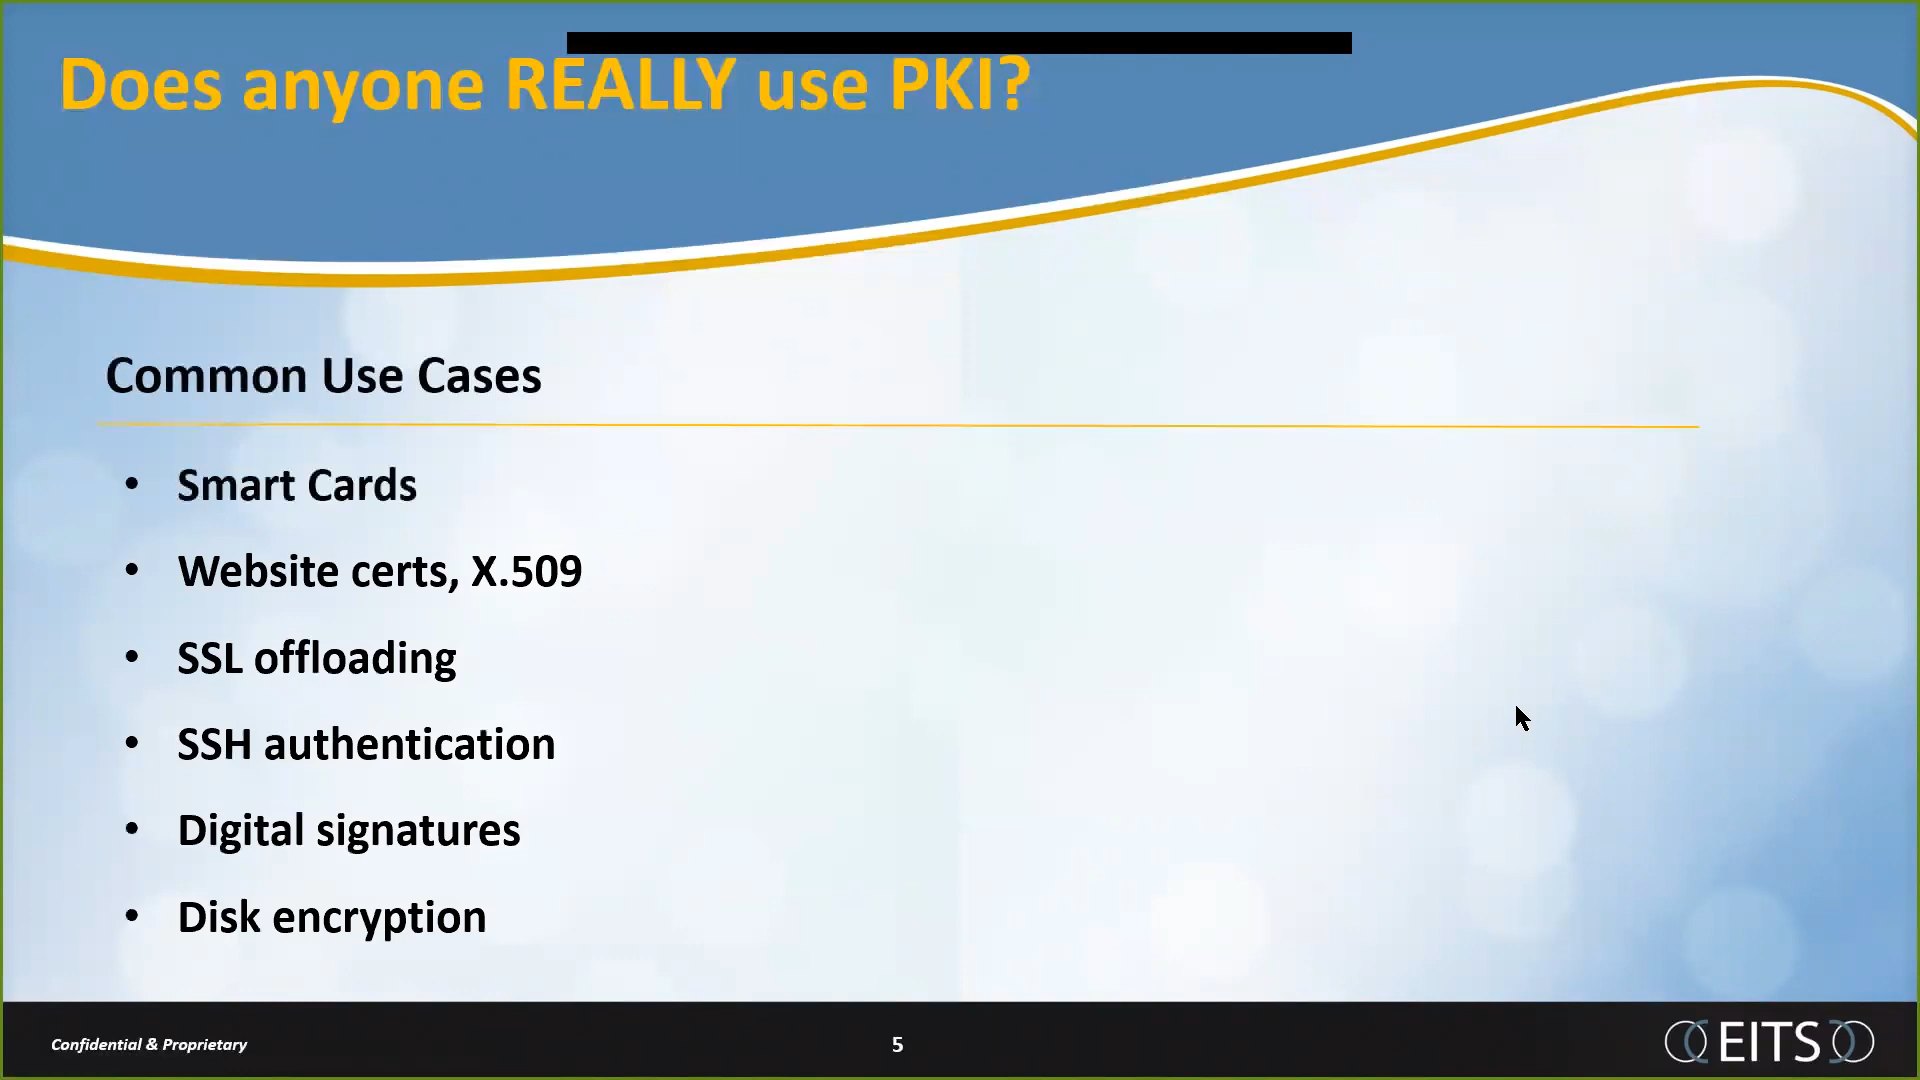 Does anyone REALLY use PKI?
Common Use Cases
• Smart Cards
• Website certs, X.509
• SSL offloading
• SSH authentication
• Digital signatures
• Disk encryption
Confidential & Proprietary
5
EITS